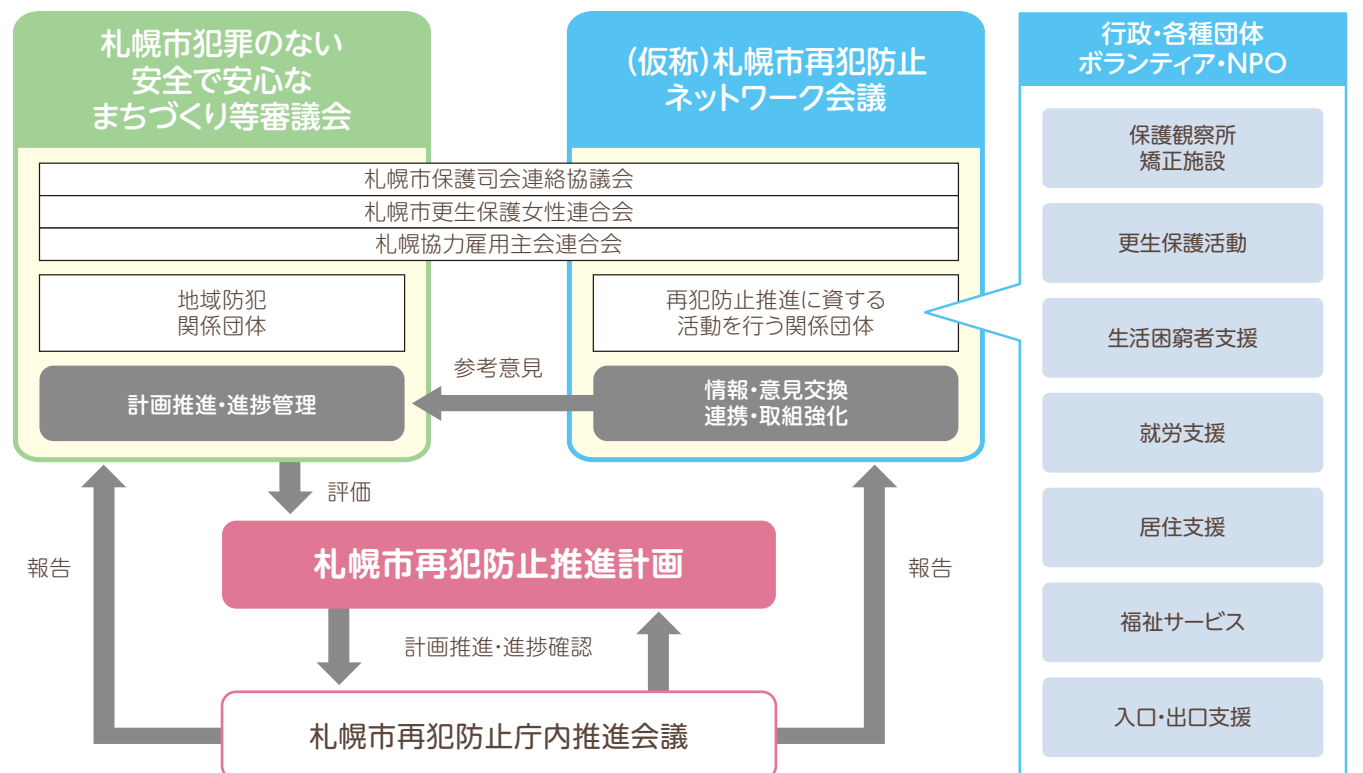 札幌市犯罪のない
安全で安心な
まちづくり等審議会
(仮称)札幌市再犯防止
ネットワーク会議
行政・各種団体
ボランティア・NPO
札幌市保護司会連絡協議会
札幌市更生保護女性連合会
札幌協力雇用主会連合会
地域防犯
関係団体
再犯防止推進に資する
活動を行う関係団体
計画推進・進捗管理
参考意見
情報・意見交換
連携・取組強化
評価
報告
札幌市再犯防止推進計画
報告
計画推進・進捗確認
札幌市再犯防止庁内推進会議
保護観察所
矯正施設
更生保護活動
生活困窮者支援
就労支援
居住支援
福祉サービス
入口・出口支援